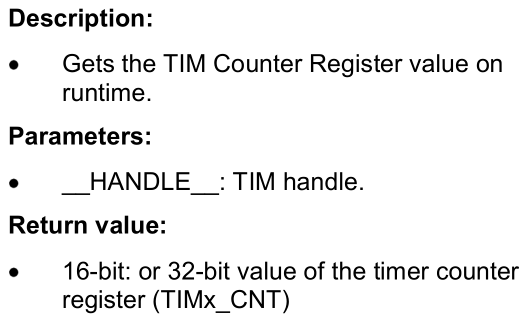 Description:
• Gets the TIM Counter Register value on
runtime.
Parameters:
• __HANDLE__: TIM handle.
Return value:
• 16-bit: or 32-bit value of the timer counter
register (TIMx_CNT)